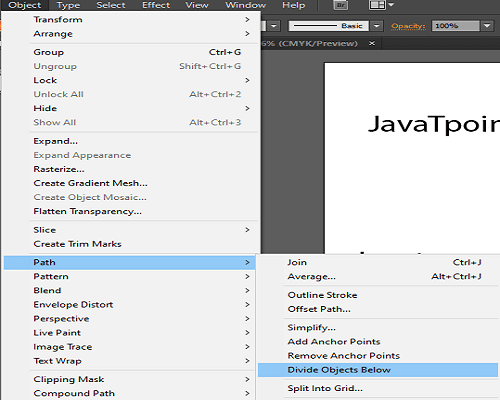 Object Type Select Effect View Window Help Br
Basic Opacity: 100%
6% (CMYK/Preview) ×
Transform
Arrange
Group Ctrl+G
Ungroup Shift+Ctrl+G
Lock
Unlock All Alt+Ctrl+2
Hide
Show All Alt+Ctrl+3
Expand...
Expand Appearance
Rasterize...
Create Gradient Mesh...
Create Object Mosaic...
Flatten Transparency...
Slice
Create Trim Marks
Path
Pattern
Blend
Envelope Distort
Perspective
Live Paint
Image Trace
Text Wrap
Clipping Mask
Compound Path
JavaTpoin
Join Ctrl+J
Average... Alt+Ctrl+J
Outline Stroke
Offset Path...
Simplify...
Add Anchor Points
Remove Anchor Points
Divide Objects Below
Split Into Grid...